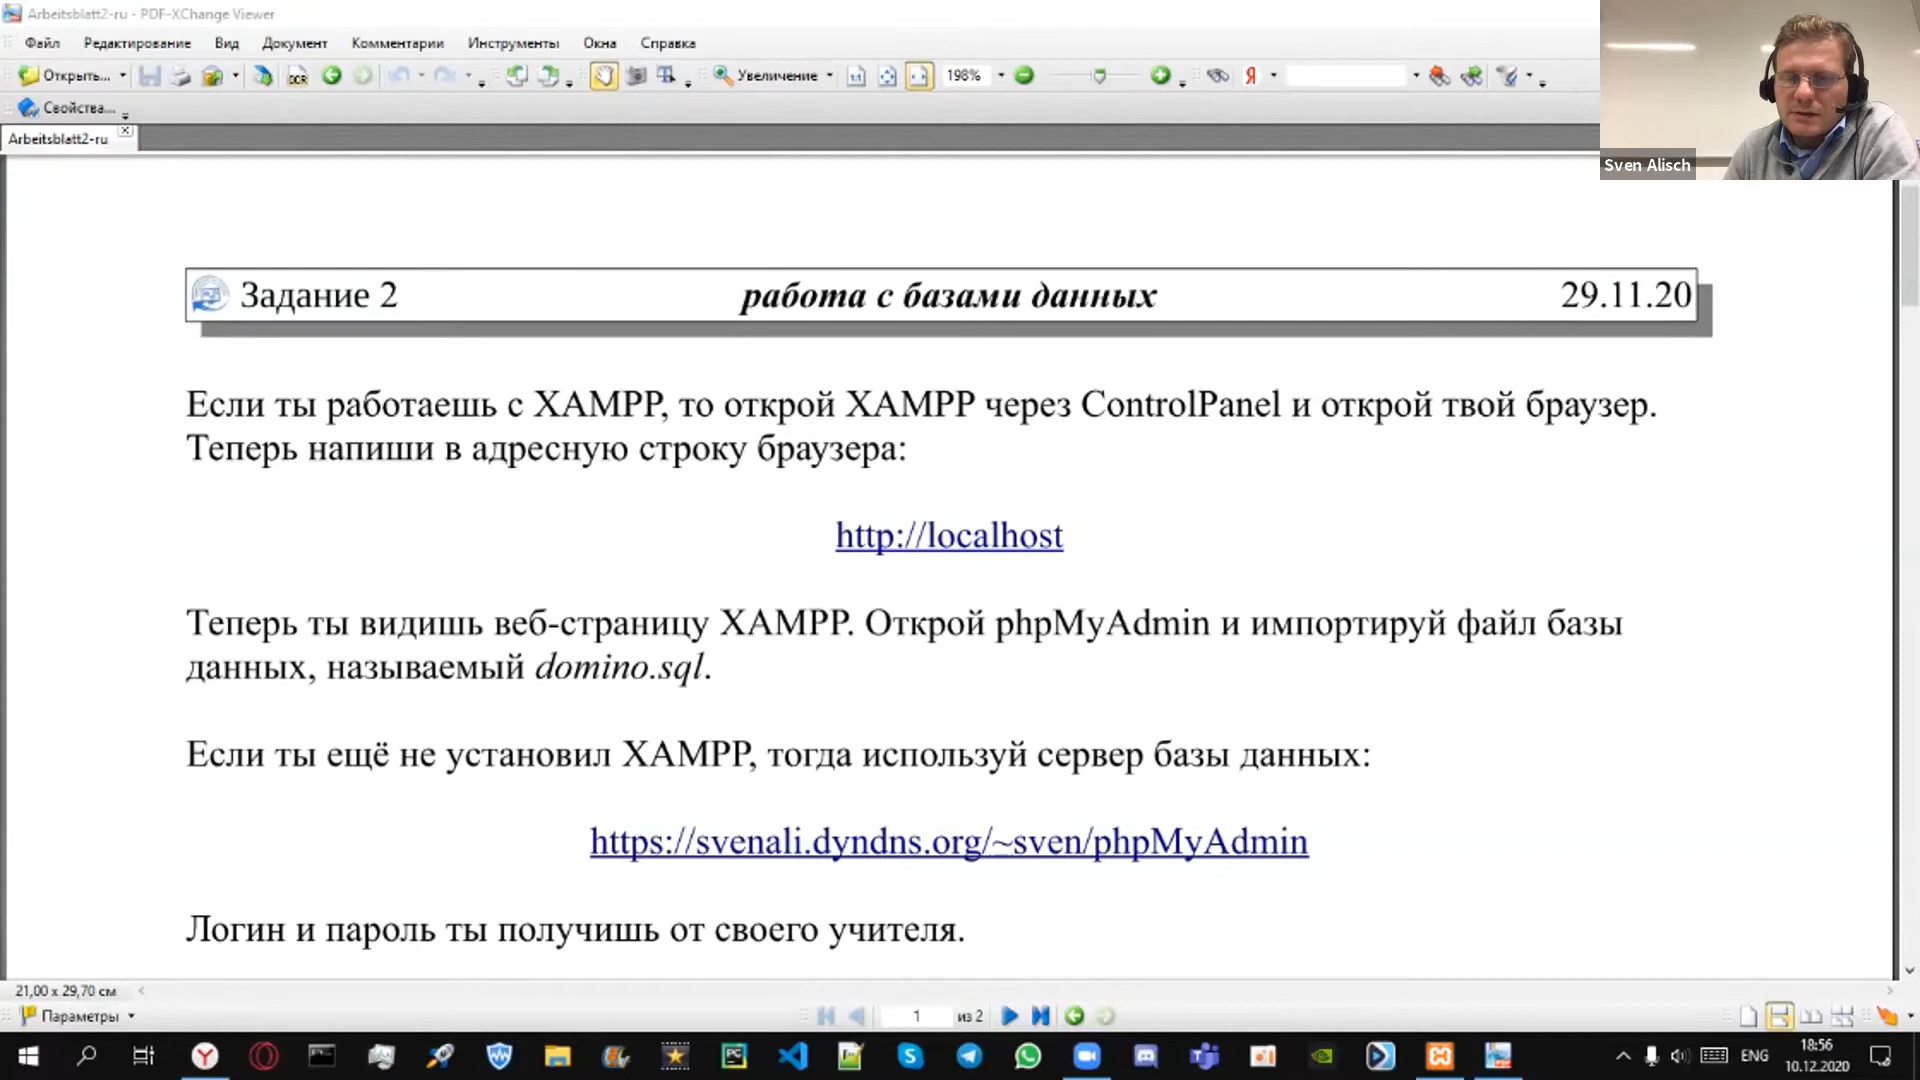 Arbeitsblatt2-ru - PDF-XChange Viewer
Файл Редактирование Вид Документ Комментарии Инструменты Окна Справка
Открыть... OCR Увеличение 198% Я
Свойства...
Arbeitsblatt2-ru
Sven Alisch
Задание 2 работа с базами данных 29.11.20
Если ты работаешь с XAMPP, то открой XAMPP через ControlPanel и открой твой браузер.
Теперь напиши в адресную строку браузера:
http://localhost
Теперь ты видишь веб-страницу XAMPP. Открой phpMyAdmin и импортируй файл базы
данных, называемый domino.sql.
Если ты ещё не установил XAMPP, тогда используй сервер базы данных:
https://svenali.dyndns.org/~sven/phpMyAdmin
Логин и пароль ты получишь от своего учителя.
21,00 x 29,70 см
Параметры 1 из 2
ENG 18:56
10.12.2020